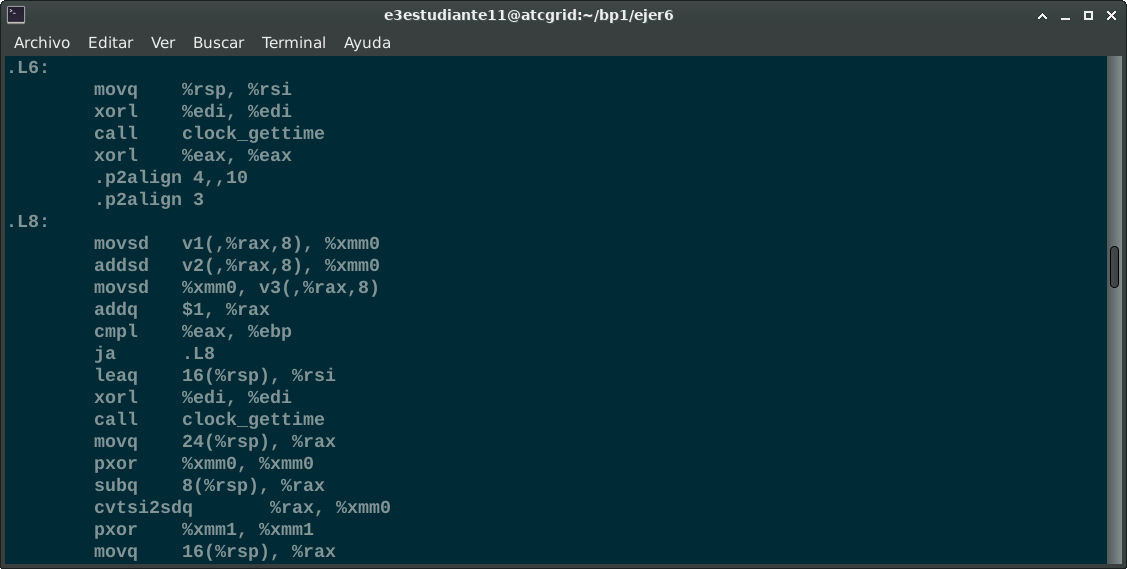 e3estudiante11@atcgrid:~/bp1/ejer6
Archivo Editar Ver Buscar Terminal Ayuda
.L6:
movq %rsp, %rsi
xorl %edi, %edi
call clock_gettime
xorl %eax, %eax
.p2align 4,,10
.p2align 3
.L8:
movsd v1(,%rax,8), %xmm0
addsd v2(,%rax,8), %xmm0
movsd %xmm0, v3(,%rax,8)
addq $1, %rax
cmpl %eax, %ebp
ja .L8
leaq 16(%rsp), %rsi
xorl %edi, %edi
call clock_gettime
movq 24(%rsp), %rax
pxor %xmm0, %xmm0
subq 8(%rsp), %rax
cvtsi2sdq %rax, %xmm0
pxor %xmm1, %xmm1
movq 16(%rsp), %rax